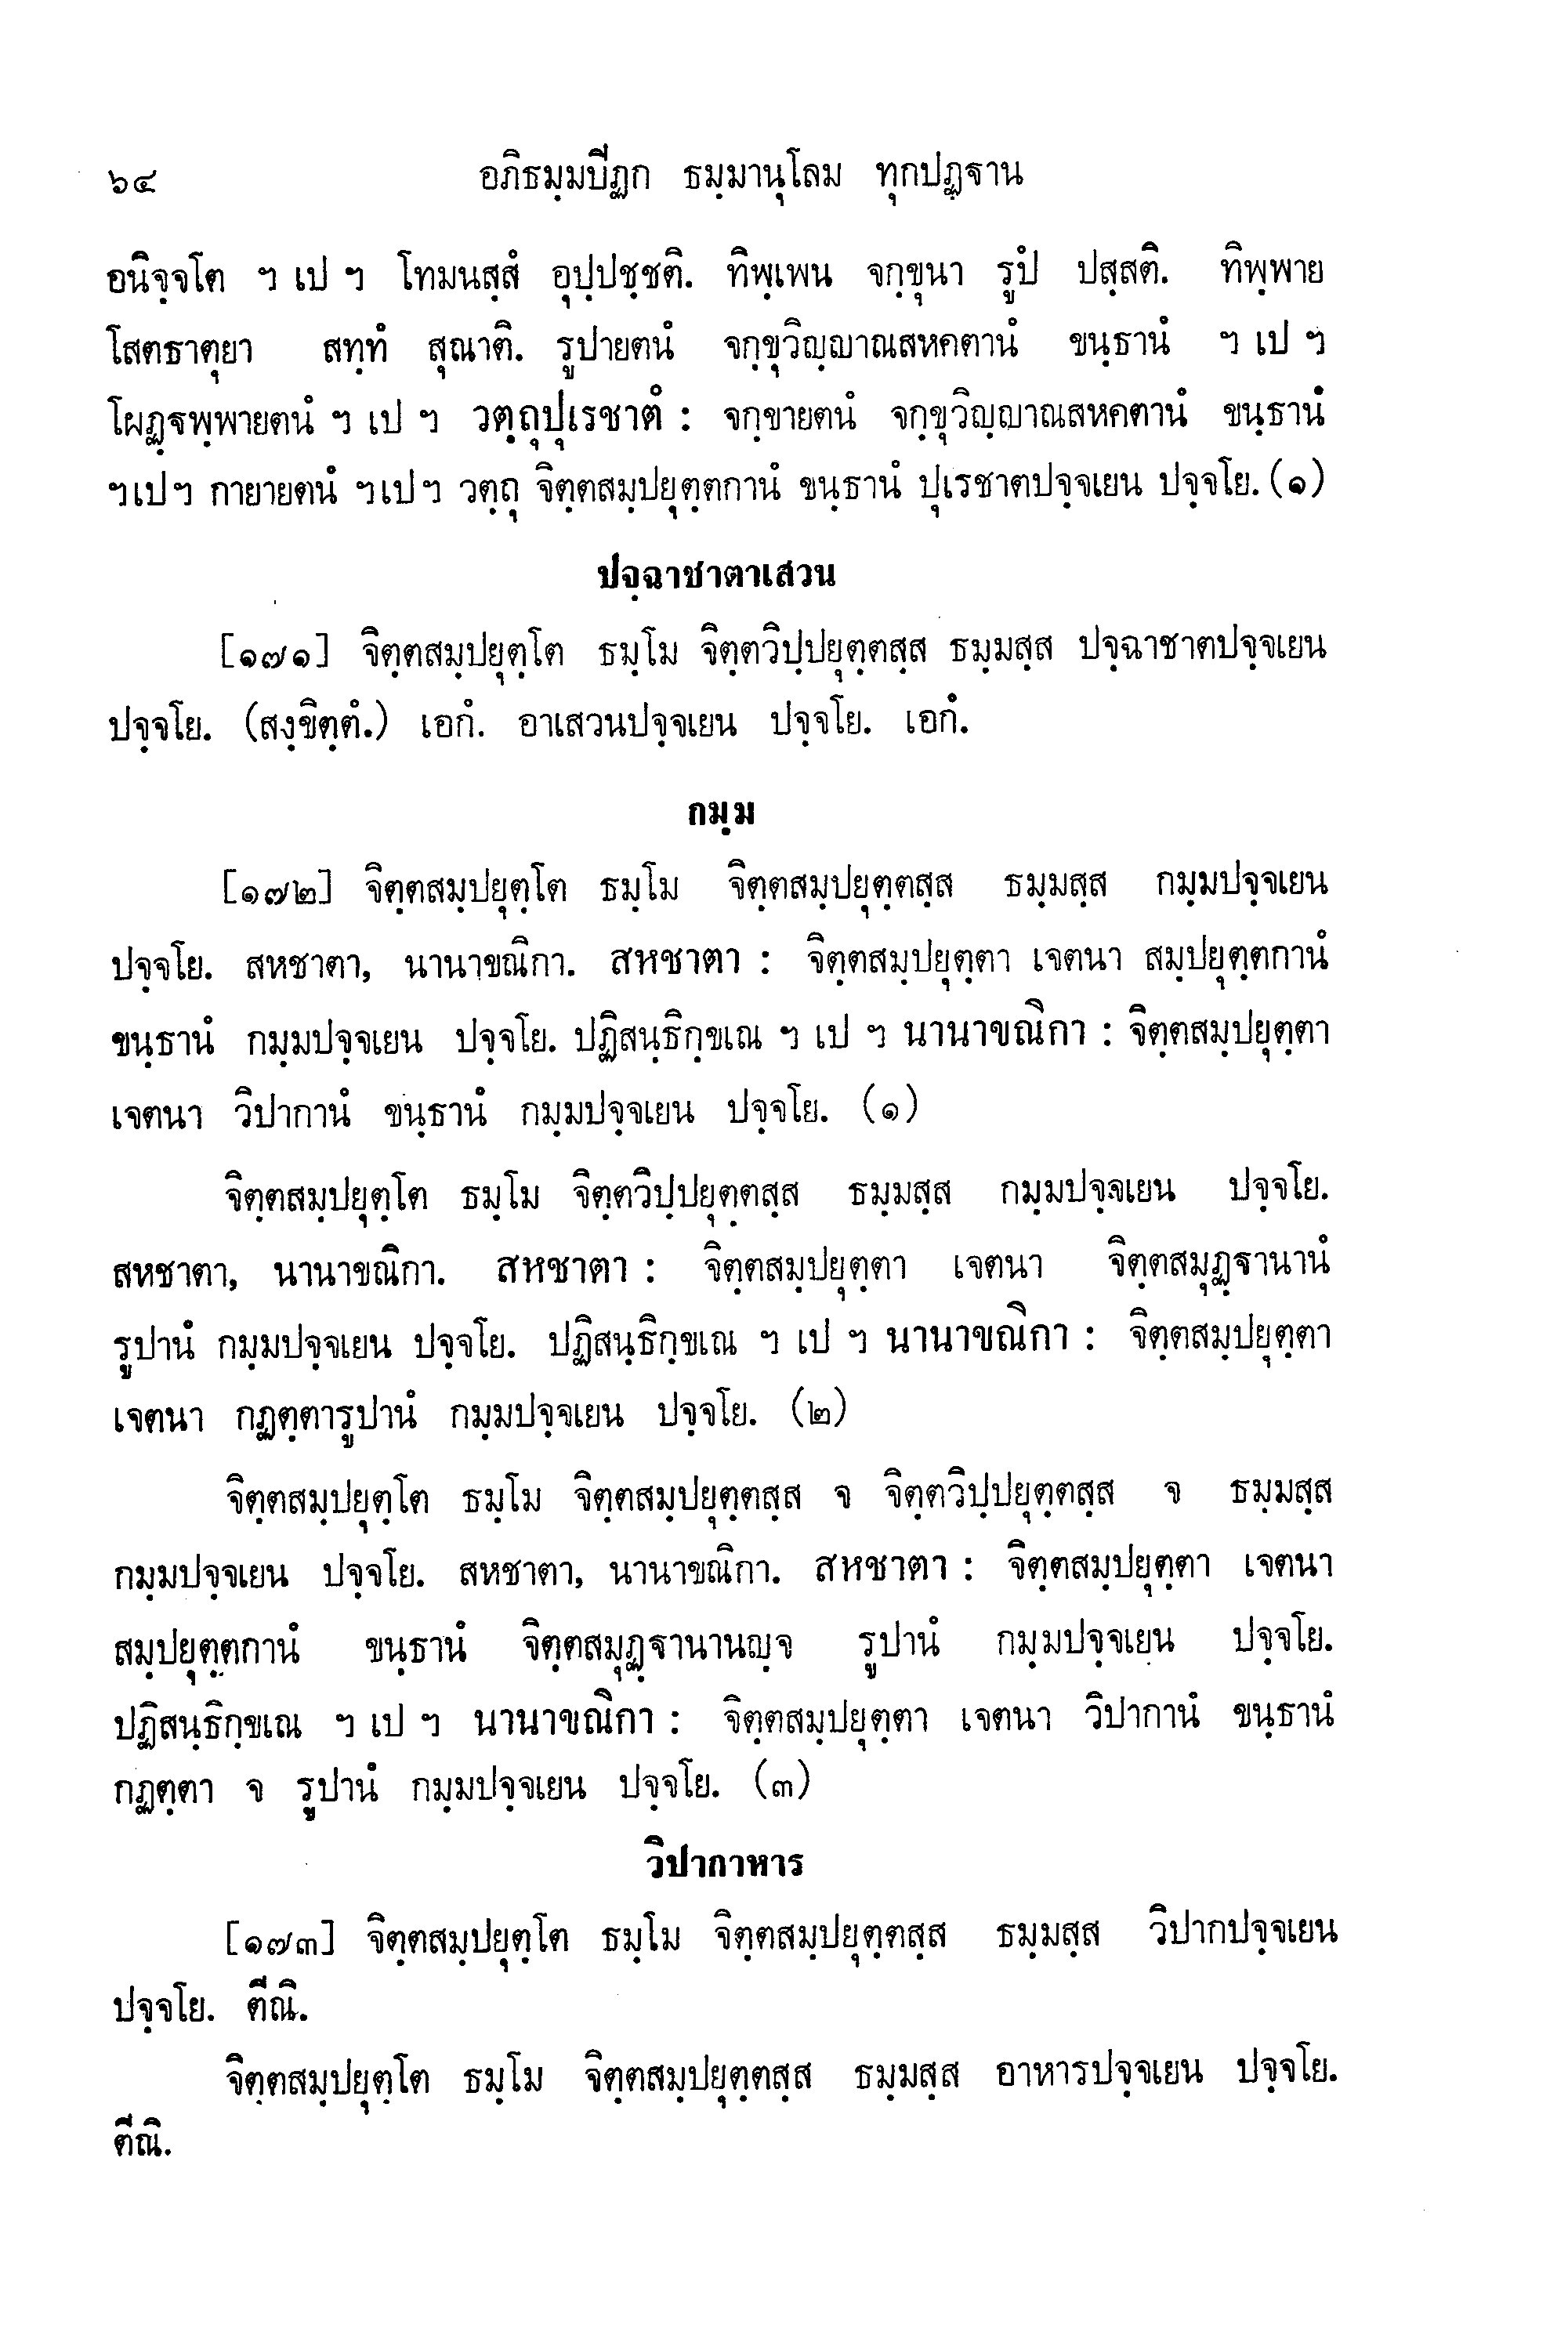 ๖๔ อภิธมฺมปิฏก ธมฺมานุโลม ทุกปฏฺฐาน
อนิจฺจโต ฯ เป ฯ โทมนสฺสํ อุปฺปชฺชติ. ทิพฺเพน จกฺขุนา รูปํ ปสฺสติ. ทิพฺพาย
โสตธาตุยา สทฺทํ สุณาติ. รูปายตนํ จกฺขุวิญฺญาณสหคตานํ ขนฺธานํ ฯ เป ฯ
โผฏฺฐพฺพายตนํ ฯ เป ฯ วตฺถุปุเรชาตํ : จกฺขายตนํ จกฺขุวิญฺญาณสหคตานํ ขนฺธานํ
ฯ เป ฯ กายายตนํ ฯ เป ฯ วตฺถุ จิตฺตสมฺปยุตฺตกานํ ขนฺธานํ ปุเรชาตปจฺจเยน ปจฺจโย. (๑)
ปจฺฉาชาตาเสวน
[๑๗๑] จิตฺตสมฺปยุตฺโต ธมฺโม จิตฺตวิปฺปยุตฺตสฺส ธมฺมสฺส ปจฺฉาชาตปจฺจเยน
ปจฺจโย. (สงฺขิตฺตํ.) เอกํ. อาเสวนปจฺจเยน ปจฺจโย. เอกํ.
กมฺม
[๑๗๒] จิตฺตสมฺปยุตฺโต ธมฺโม จิตฺตสมฺปยุตฺตสฺส ธมฺมสฺส กมฺมปจฺจเยน
ปจฺจโย. สหชาตา, นานาขณิกา. สหชาตา : จิตฺตสมฺปยุตฺตา เจตนา สมฺปยุตฺตกานํ
ขนฺธานํ กมฺมปจฺจเยน ปจฺจโย. ปฏิสนฺธิกฺขเณ ฯ เป ฯ นานาขณิกา : จิตฺตสมฺปยุตฺตา
เจตนา วิปากานํ ขนฺธานํ กมฺมปจฺจเยน ปจฺจโย. (๑)
จิตฺตสมฺปยุตฺโต ธมฺโม จิตฺตวิปฺปยุตฺตสฺส ธมฺมสฺส กมฺมปจฺจเยน ปจฺจโย.
สหชาตา, นานาขณิกา. สหชาตา : จิตฺตสมฺปยุตฺตา เจตนา จิตฺตสมุฏฺฐานานํ
รูปานํ กมฺมปจฺจเยน ปจฺจโย. ปฏิสนฺธิกฺขเณ ฯ เป ฯ นานาขณิกา : จิตฺตสมฺปยุตฺตา
เจตนา กฏตฺตารูปานํ กมฺมปจฺจเยน ปจฺจโย. (๒)
จิตฺตสมฺปยุตฺโต ธมฺโม จิตฺตสมฺปยุตฺตสฺส จ จิตฺตวิปฺปยุตฺตสฺส จ ธมฺมสฺส
กมฺมปจฺจเยน ปจฺจโย. สหชาตา, นานาขณิกา. สหชาตา : จิตฺตสมฺปยุตฺตา เจตนา
สมฺปยุตฺตกานํ ขนฺธานํ จิตฺตสมุฏฺฐานานญฺจ รูปานํ กมฺมปจฺจเยน ปจฺจโย.
ปฏิสนฺธิกฺขเณ ฯ เป ฯ นานาขณิกา : จิตฺตสมฺปยุตฺตา เจตนา วิปากานํ ขนฺธานํ
กฏตฺตา จ รูปานํ กมฺมปจฺจเยน ปจฺจโย. (๓)
วิปากาหาร
[๑๗๓] จิตฺตสมฺปยุตฺโต ธมฺโม จิตฺตสมฺปยุตฺตสฺส ธมฺมสฺส วิปากปจฺจเยน
ปจฺจโย. ตีณิ.
จิตฺตสมฺปยุตฺโต ธมฺโม จิตฺตสมฺปยุตฺตสฺส ธมฺมสฺส อาหารปจฺจเยน ปจฺจโย.
ตีณิ.